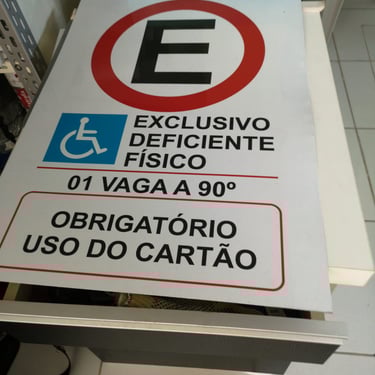 E
EXCLUSIVO
DEFICIENTE
FÍSICO
01 VAGA A 90º
OBRIGATÓRIO
USO DO CARTÃO